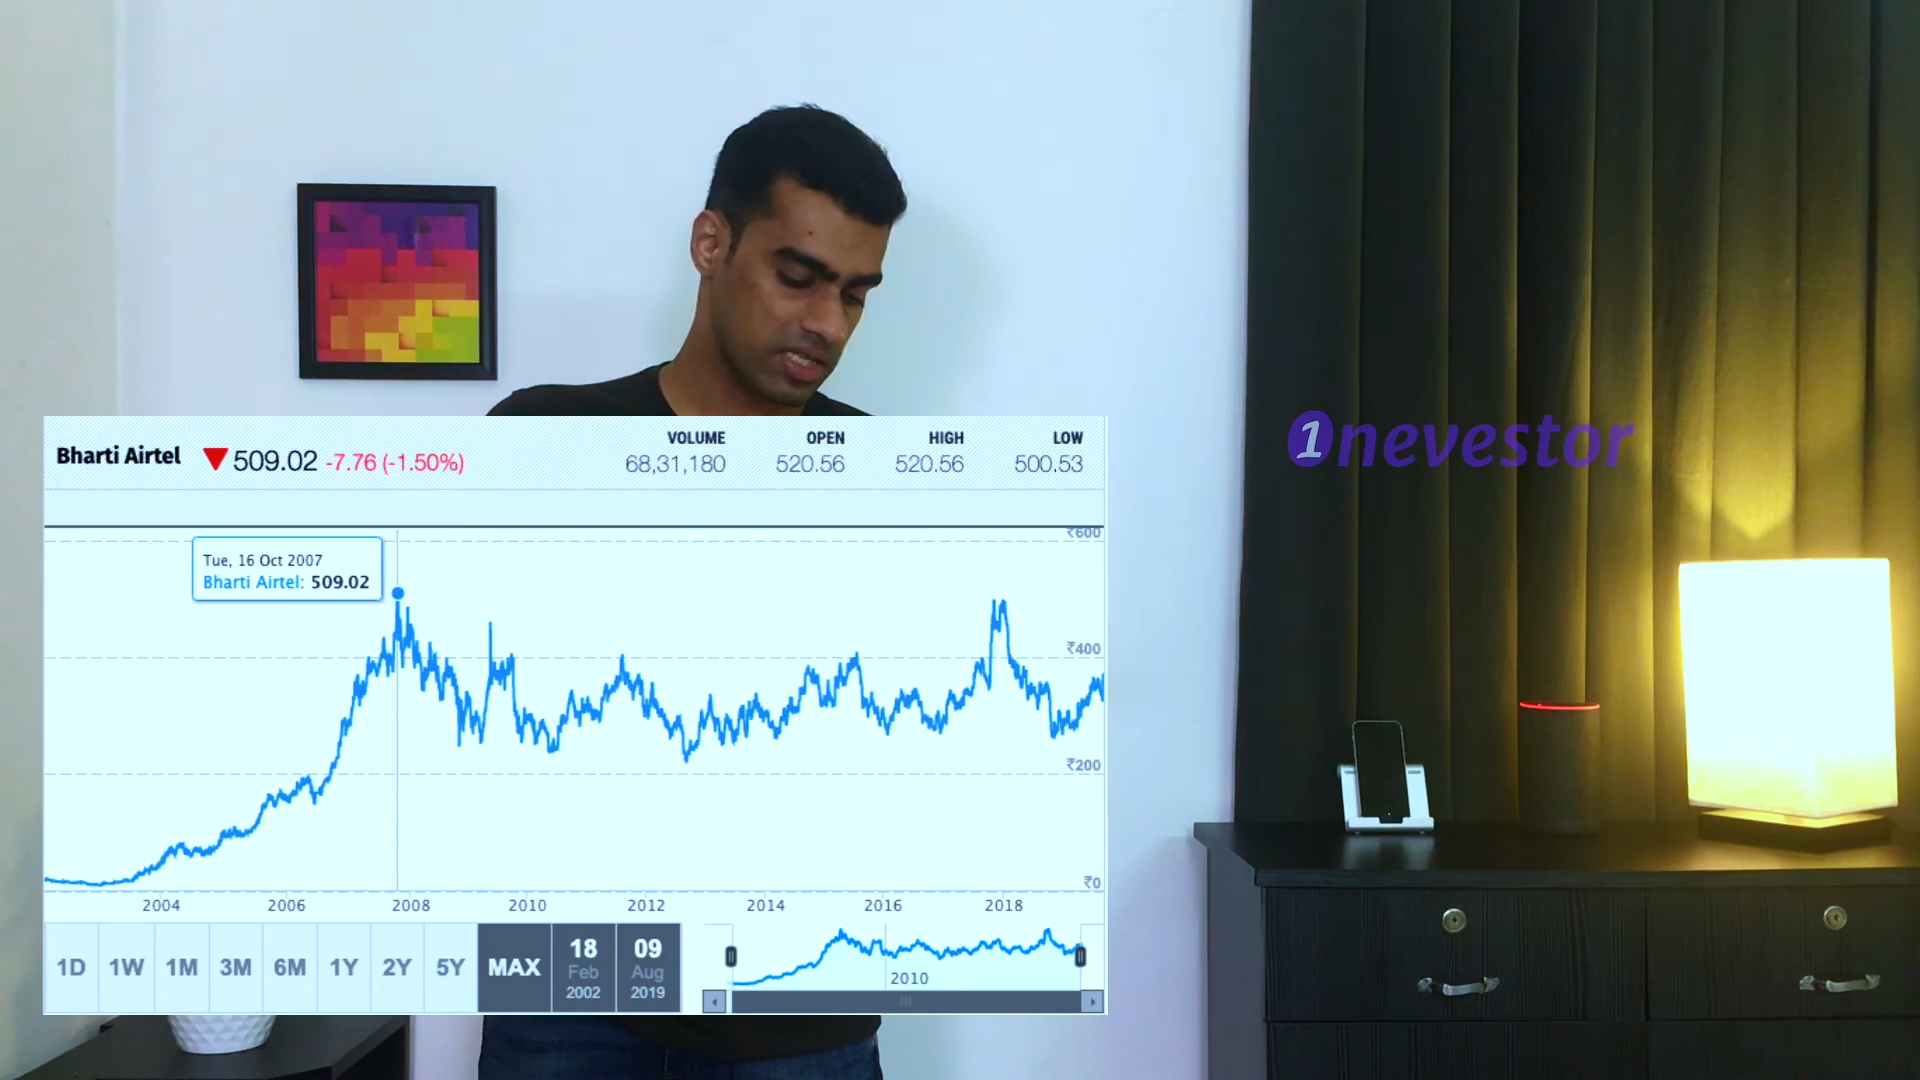 1nevestor
Bharti Airtel ▼ 509.02 -7.76 (-1.50%)
VOLUME OPEN HIGH LOW
68,31,180 520.56 520.56 500.53
₹600
Tue, 16 Oct 2007
Bharti Airtel: 509.02
₹400
₹200
₹0
2004 2006 2008 2010 2012 2014 2016 2018
1D 1W 1M 3M 6M 1Y 2Y 5Y MAX
18 Feb 2002
09 Aug 2019
2010